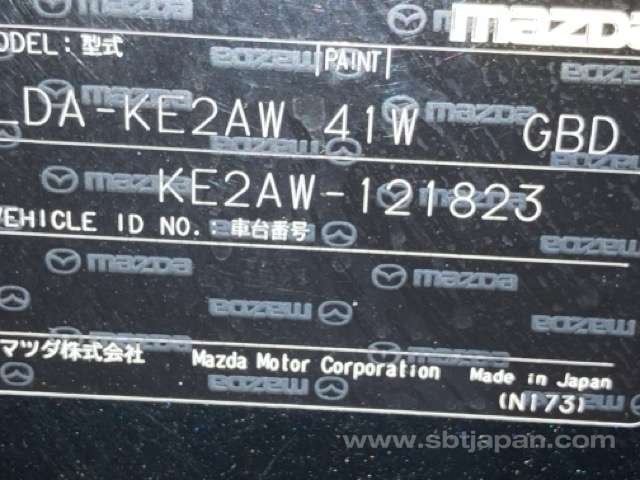 mazda
ODEL: 型式 PAINT
LDA-KE2AW 41W GBD
KE2AW-121823
VEHICLE ID NO.: 車台番号
マツダ株式会社 Mazda Motor Corporation Made in Japan
(N173)
www.sbtjapan.com